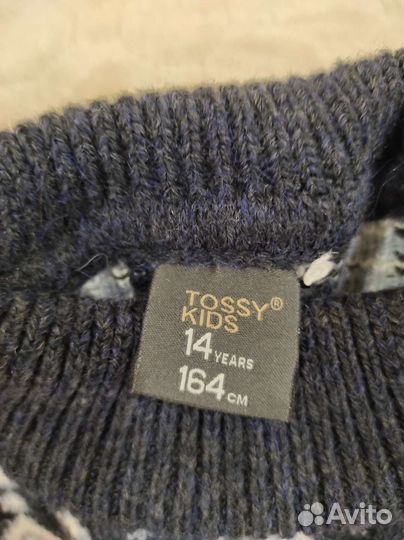 TOSSY®
KIDS
14 YEARS
164 CM
Avito